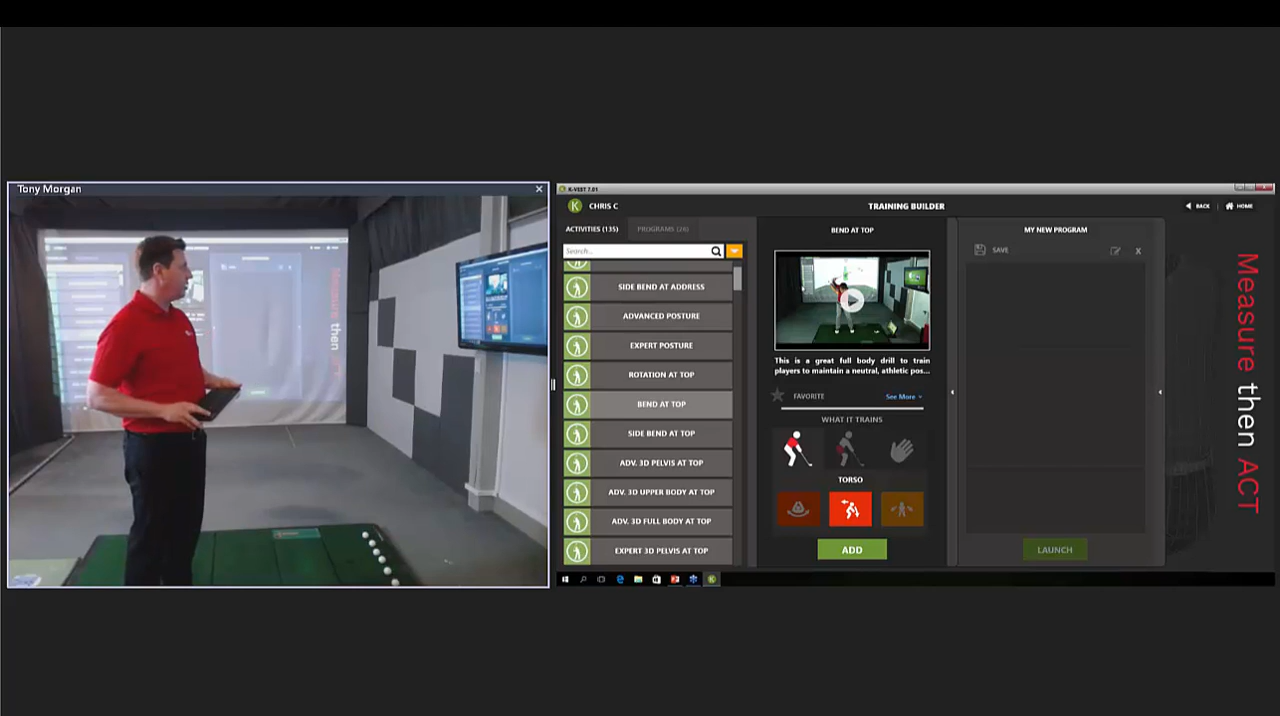 Tony Morgan
K-VEST 7.01
CHRIS C
TRAINING BUILDER
BACK
HOME
ACTIVITIES (135)
PROGRAMS (26)
Search...
SIDE BEND AT ADDRESS
ADVANCED POSTURE
EXPERT POSTURE
ROTATION AT TOP
BEND AT TOP
SIDE BEND AT TOP
ADV. 3D PELVIS AT TOP
ADV. 3D UPPER BODY AT TOP
ADV. 3D FULL BODY AT TOP
EXPERT 3D PELVIS AT TOP
BEND AT TOP
This is a great full body drill to train
players to maintain a neutral, athletic pos...
FAVORITE
See More
WHAT IT TRAINS
TORSO
ADD
MY NEW PROGRAM
SAVE
X
LAUNCH
Measure then ACT
Measure then